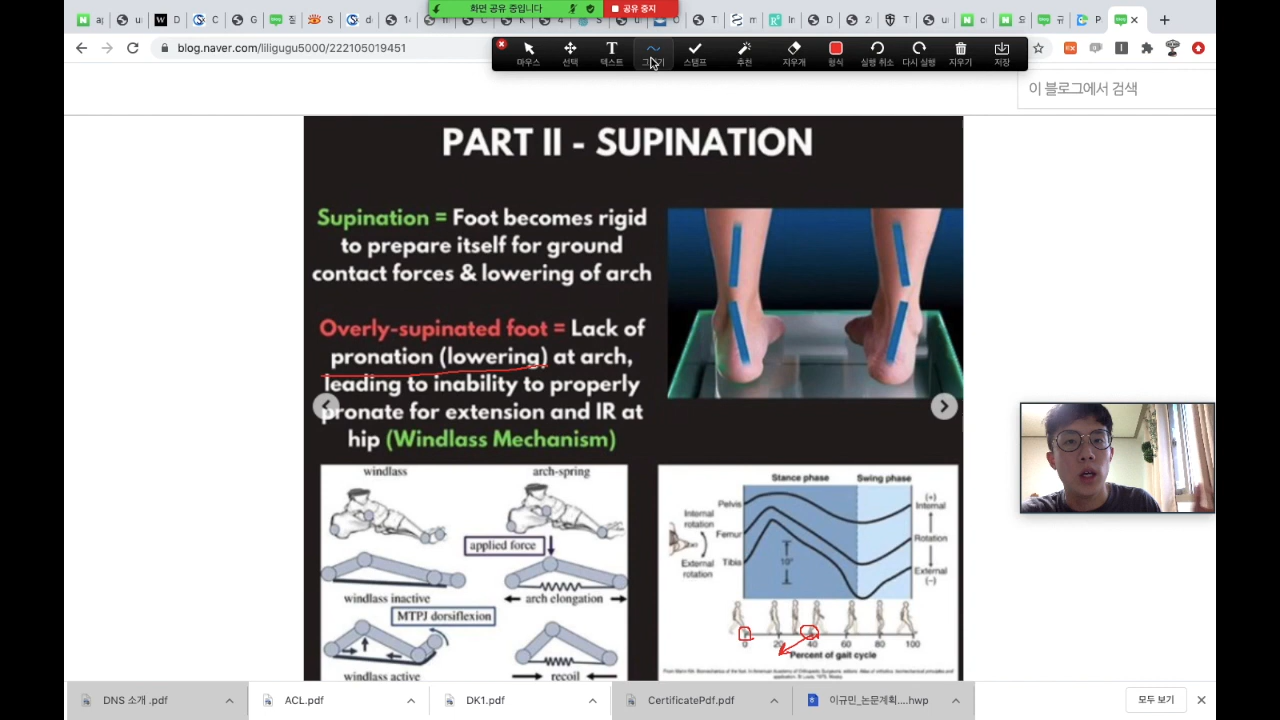 화면 공유 중입니다
공유 중지
blog.naver.com/liligugu5000/222105019451
마우스
선택
텍스트
스탬프
추천
지우개
형식
실행 취소
다시 실행
지우기
저장
이 블로그에서 검색
PART II - SUPINATION
Supination = Foot becomes rigid
to prepare itself for ground
contact forces & lowering of arch
Overly-supinated foot = Lack of
pronation (lowering) at arch,
leading to inability to properly
pronate for extension and IR at
hip (Windlass Mechanism)
windlass
arch-spring
applied force
windlass inactive
arch elongation
MTPJ dorsiflexion
windlass active
recoil
Stance phase
Swing phase
Pelvis
Internal
rotation
Femur
External
rotation
Tibia
10°
(+)
Internal
Rotation
External
(−)
0
20
40
60
80
100
Percent of gait cycle
DNS 소개 .pdf
ACL.pdf
DK1.pdf
CertificatePdf.pdf
이규민_논문계획....hwp
모두 보기